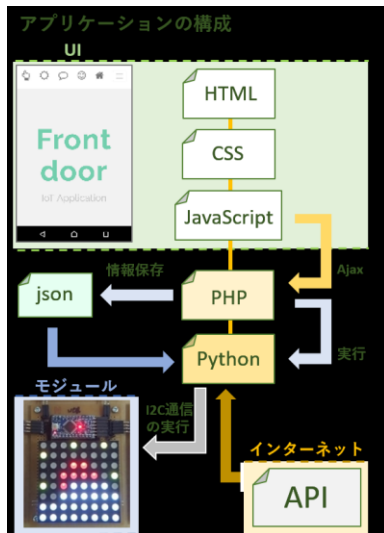 アプリケーションの構成
UI
HTML
Front
door
IoT Application
CSS
JavaScript
Ajax
情報保存
json
PHP
実行
Python
モジュール
I2C通信
の実行
インターネット
API